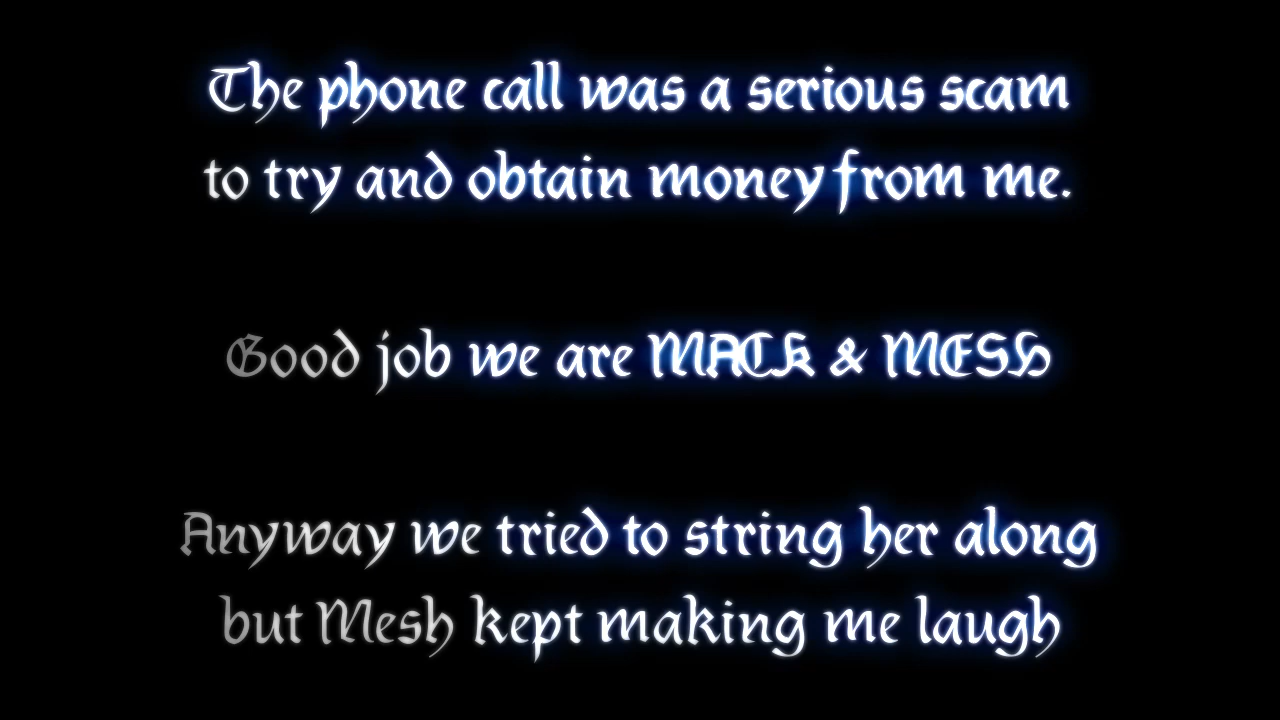 The phone call was a serious scam
to try and obtain money from me.
Good job we are MACK & MESH
Anyway we tried to string her along
but Mesh kept making me laugh